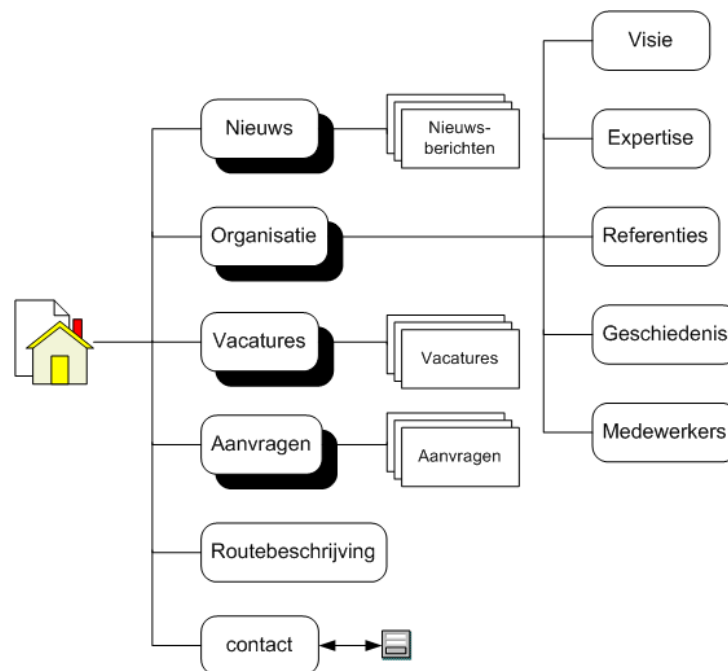 Visie
Nieuws
Nieuws-
berichten
Expertise
Organisatie
Referenties
Vacatures
Vacatures
Geschiedenis
Aanvragen
Aanvragen
Medewerkers
Routebeschrijving
contact